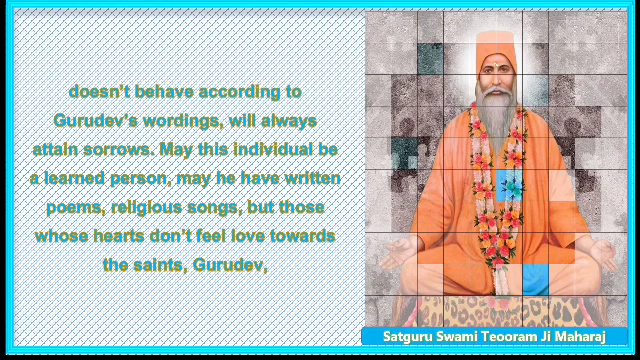 doesn't behave according to
Gurudev's wordings, will always
attain sorrows. May this individual be
a learned person, may he have written
poems, religious songs, but those
whose hearts don't feel love towards
the saints, Gurudev,
Satguru Swami Teooram Ji Maharaj